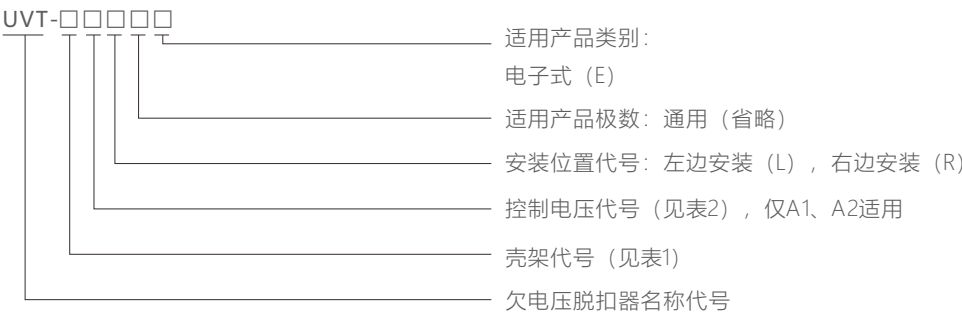 UVT-□□□□□
适用产品类别：
电子式（E）
适用产品极数：通用（省略）
安装位置代号：左边安装（L），右边安装（R）
控制电压代号（见表2），仅A1、A2适用
壳架代号（见表1）
欠电压脱扣器名称代号